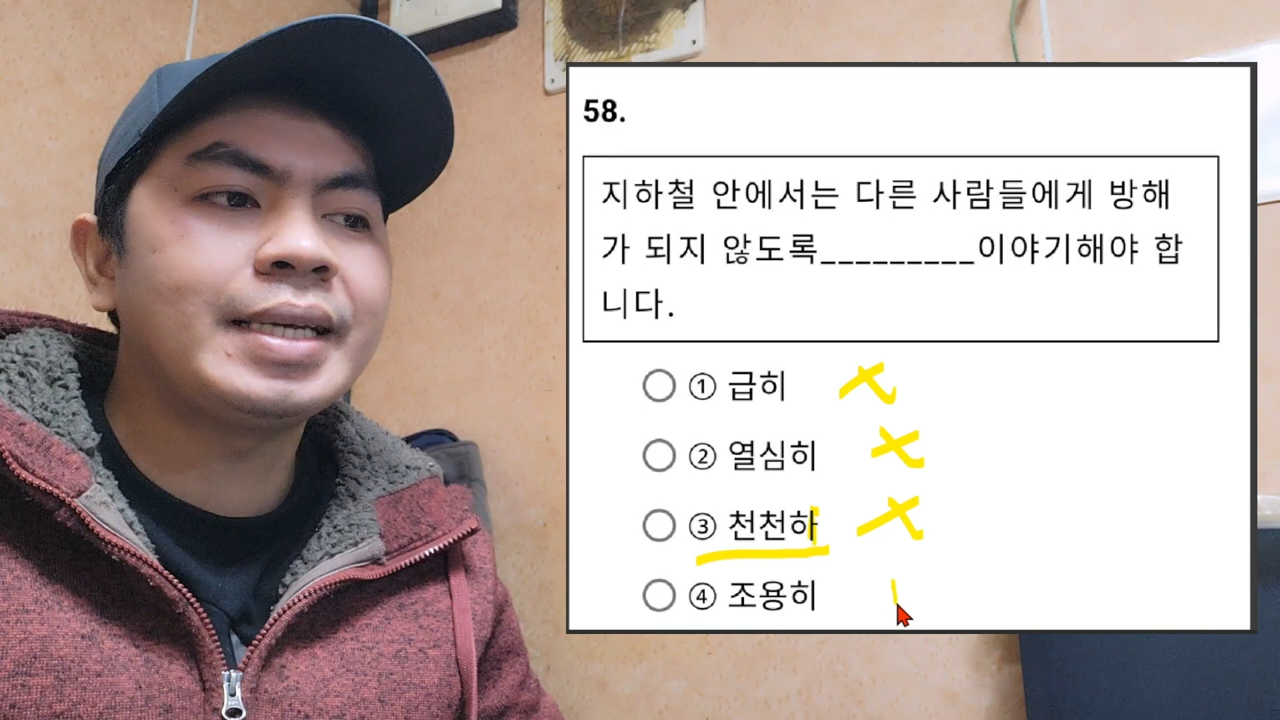 58.
지하철 안에서는 다른 사람들에게 방해
가 되지 않도록_________이야기해야 합
니다.
① 급히
② 열심히
③ 천천하
④ 조용히